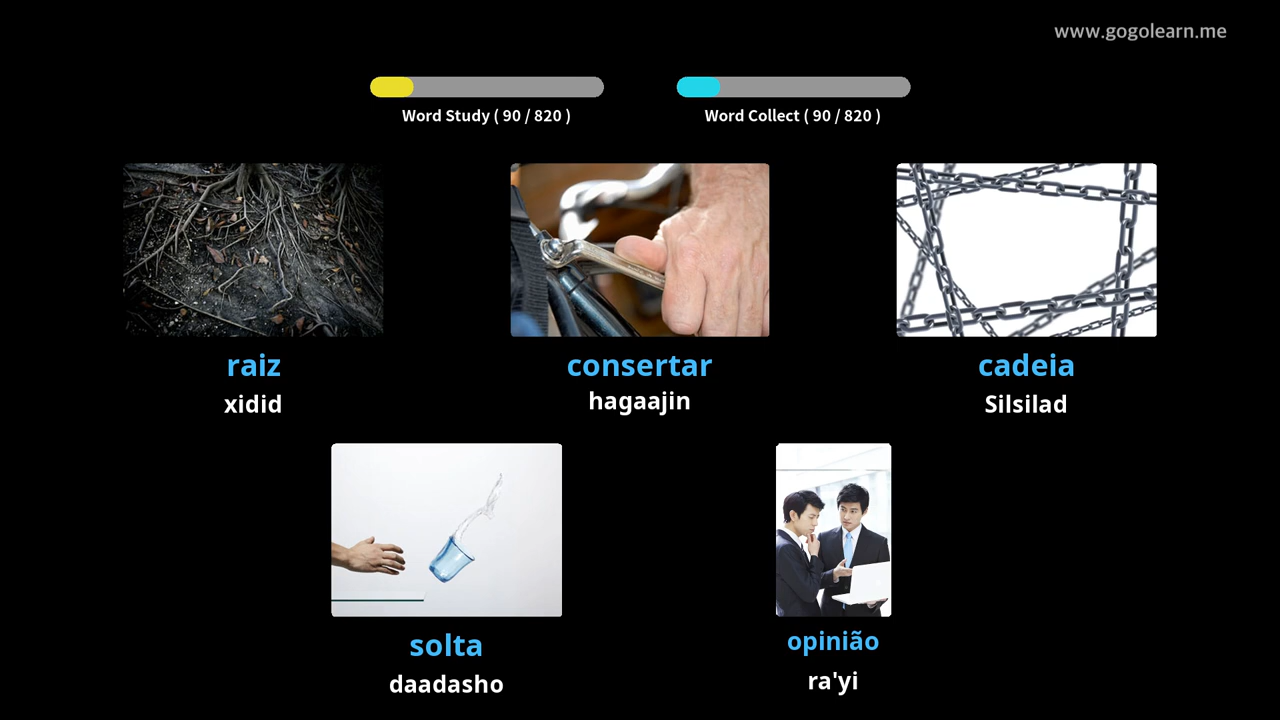 www.gogolearn.me
Word Study ( 90 / 820 )
Word Collect ( 90 / 820 )
raiz
xidid
consertar
hagaajin
cadeia
Silsilad
solta
daadasho
opinião
ra'yi